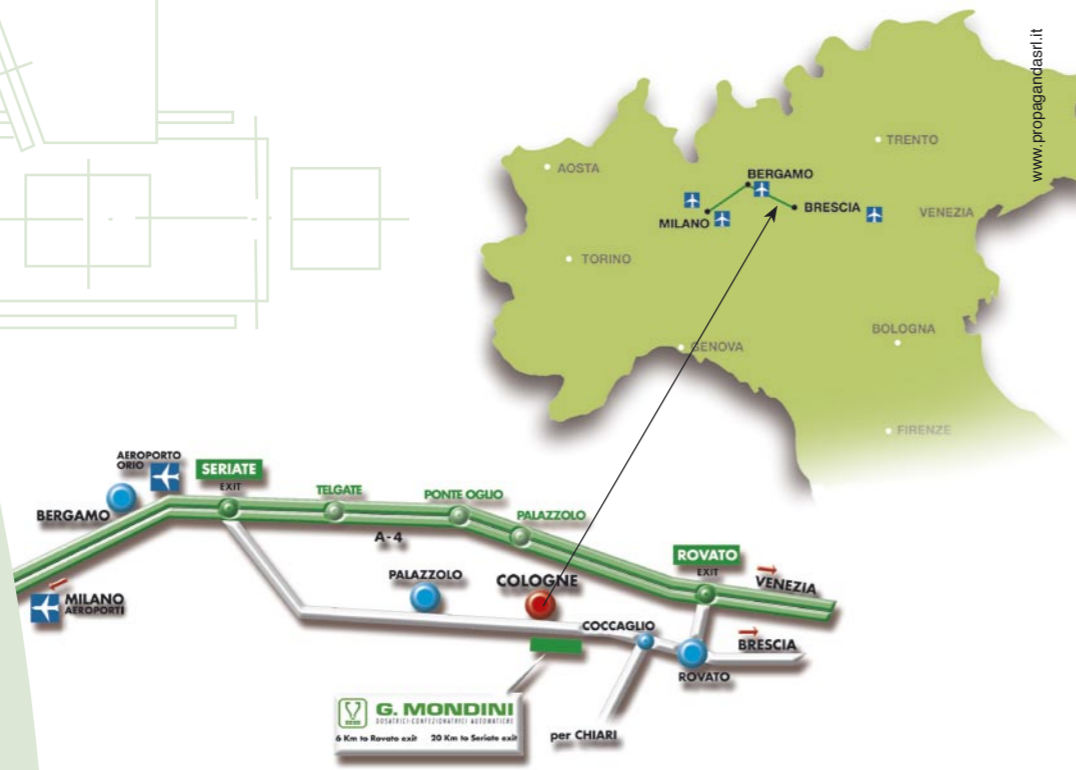 www.propagandasrl.it
TRENTO
AOSTA
BERGAMO
BRESCIA
VENEZIA
MILANO
TORINO
BOLOGNA
GENOVA
FIRENZE
AEROPORTO
ORIO
SERIATE
EXIT
TELGATE
PONTE OGLIO
PALAZZOLO
BERGAMO
A-4
ROVATO
EXIT
VENEZIA
PALAZZOLO
COLOGNE
MILANO
AEROPORTI
COCCAGLIO
BRESCIA
ROVATO
G. MONDINI
DOSATRICI-CONFEZIONATRICI AUTOMATICHE
6 Km to Rovato exit 20 Km to Seriate exit
per CHIARI